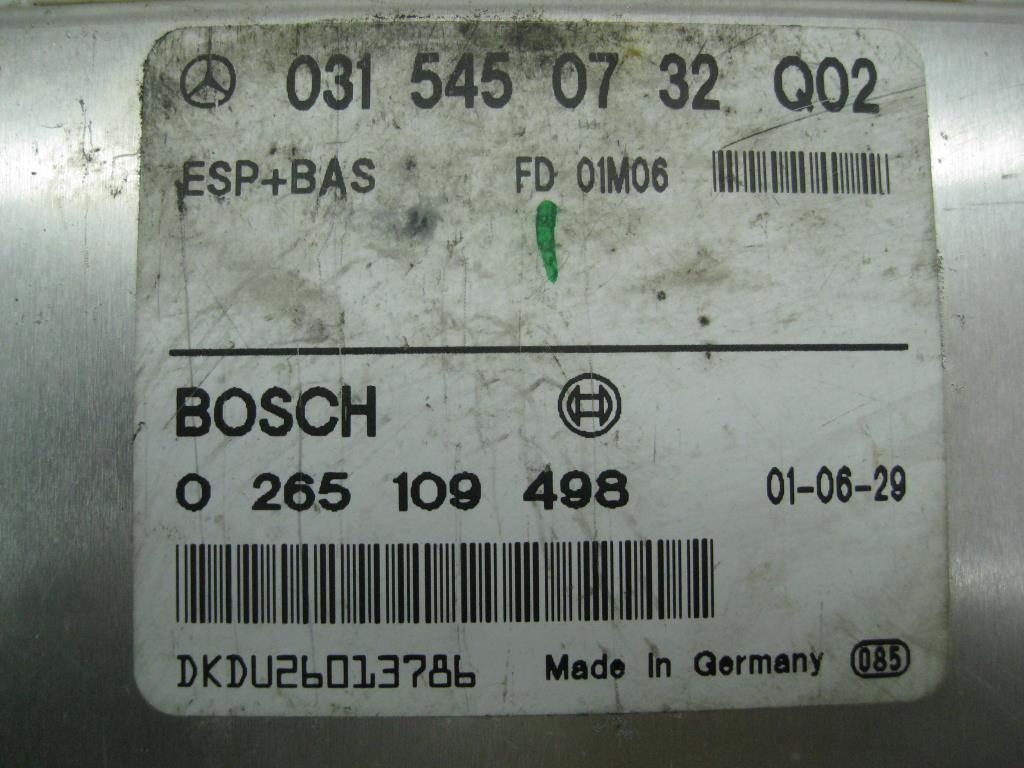 031 545 07 32 Q02
ESP+BAS FD 01M06
BOSCH
0 265 109 498 01-06-29
DKDU26013786 Made in Germany 085